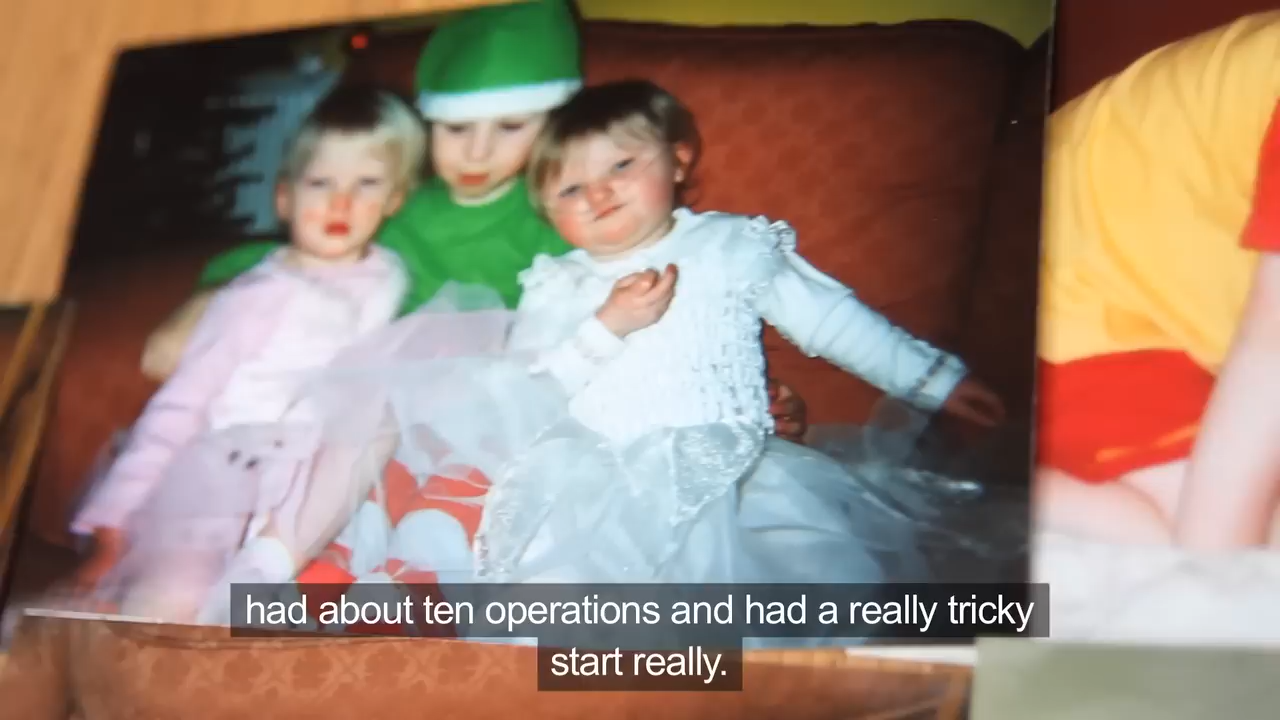 had about ten operations and had a really tricky
start really.